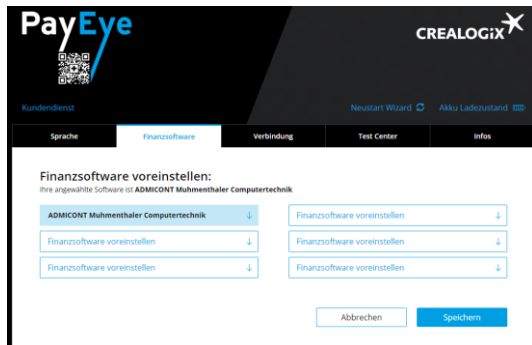 PayEye
CREALOGIX
Kundendienst
Neustart Wizard
Akku Ladezustand
Sprache
Finanzsoftware
Verbindung
Test Center
Infos
Finanzsoftware voreinstellen:
Ihre angewählte Software ist ADMICONT Muhmenthaler Computertechnik
ADMICONT Muhmenthaler Computertechnik
Finanzsoftware voreinstellen
Finanzsoftware voreinstellen
Finanzsoftware voreinstellen
Finanzsoftware voreinstellen
Finanzsoftware voreinstellen
Abbrechen
Speichern